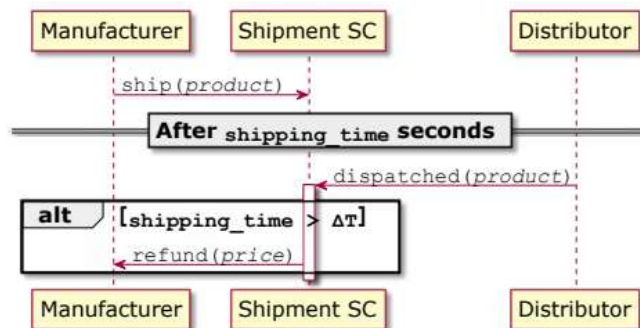 Manufacturer Shipment SC Distributor
ship(product)
After shipping_time seconds
dispatched(product)
alt [shipping_time > ΔT]
refund(price)
Manufacturer Shipment SC Distributor